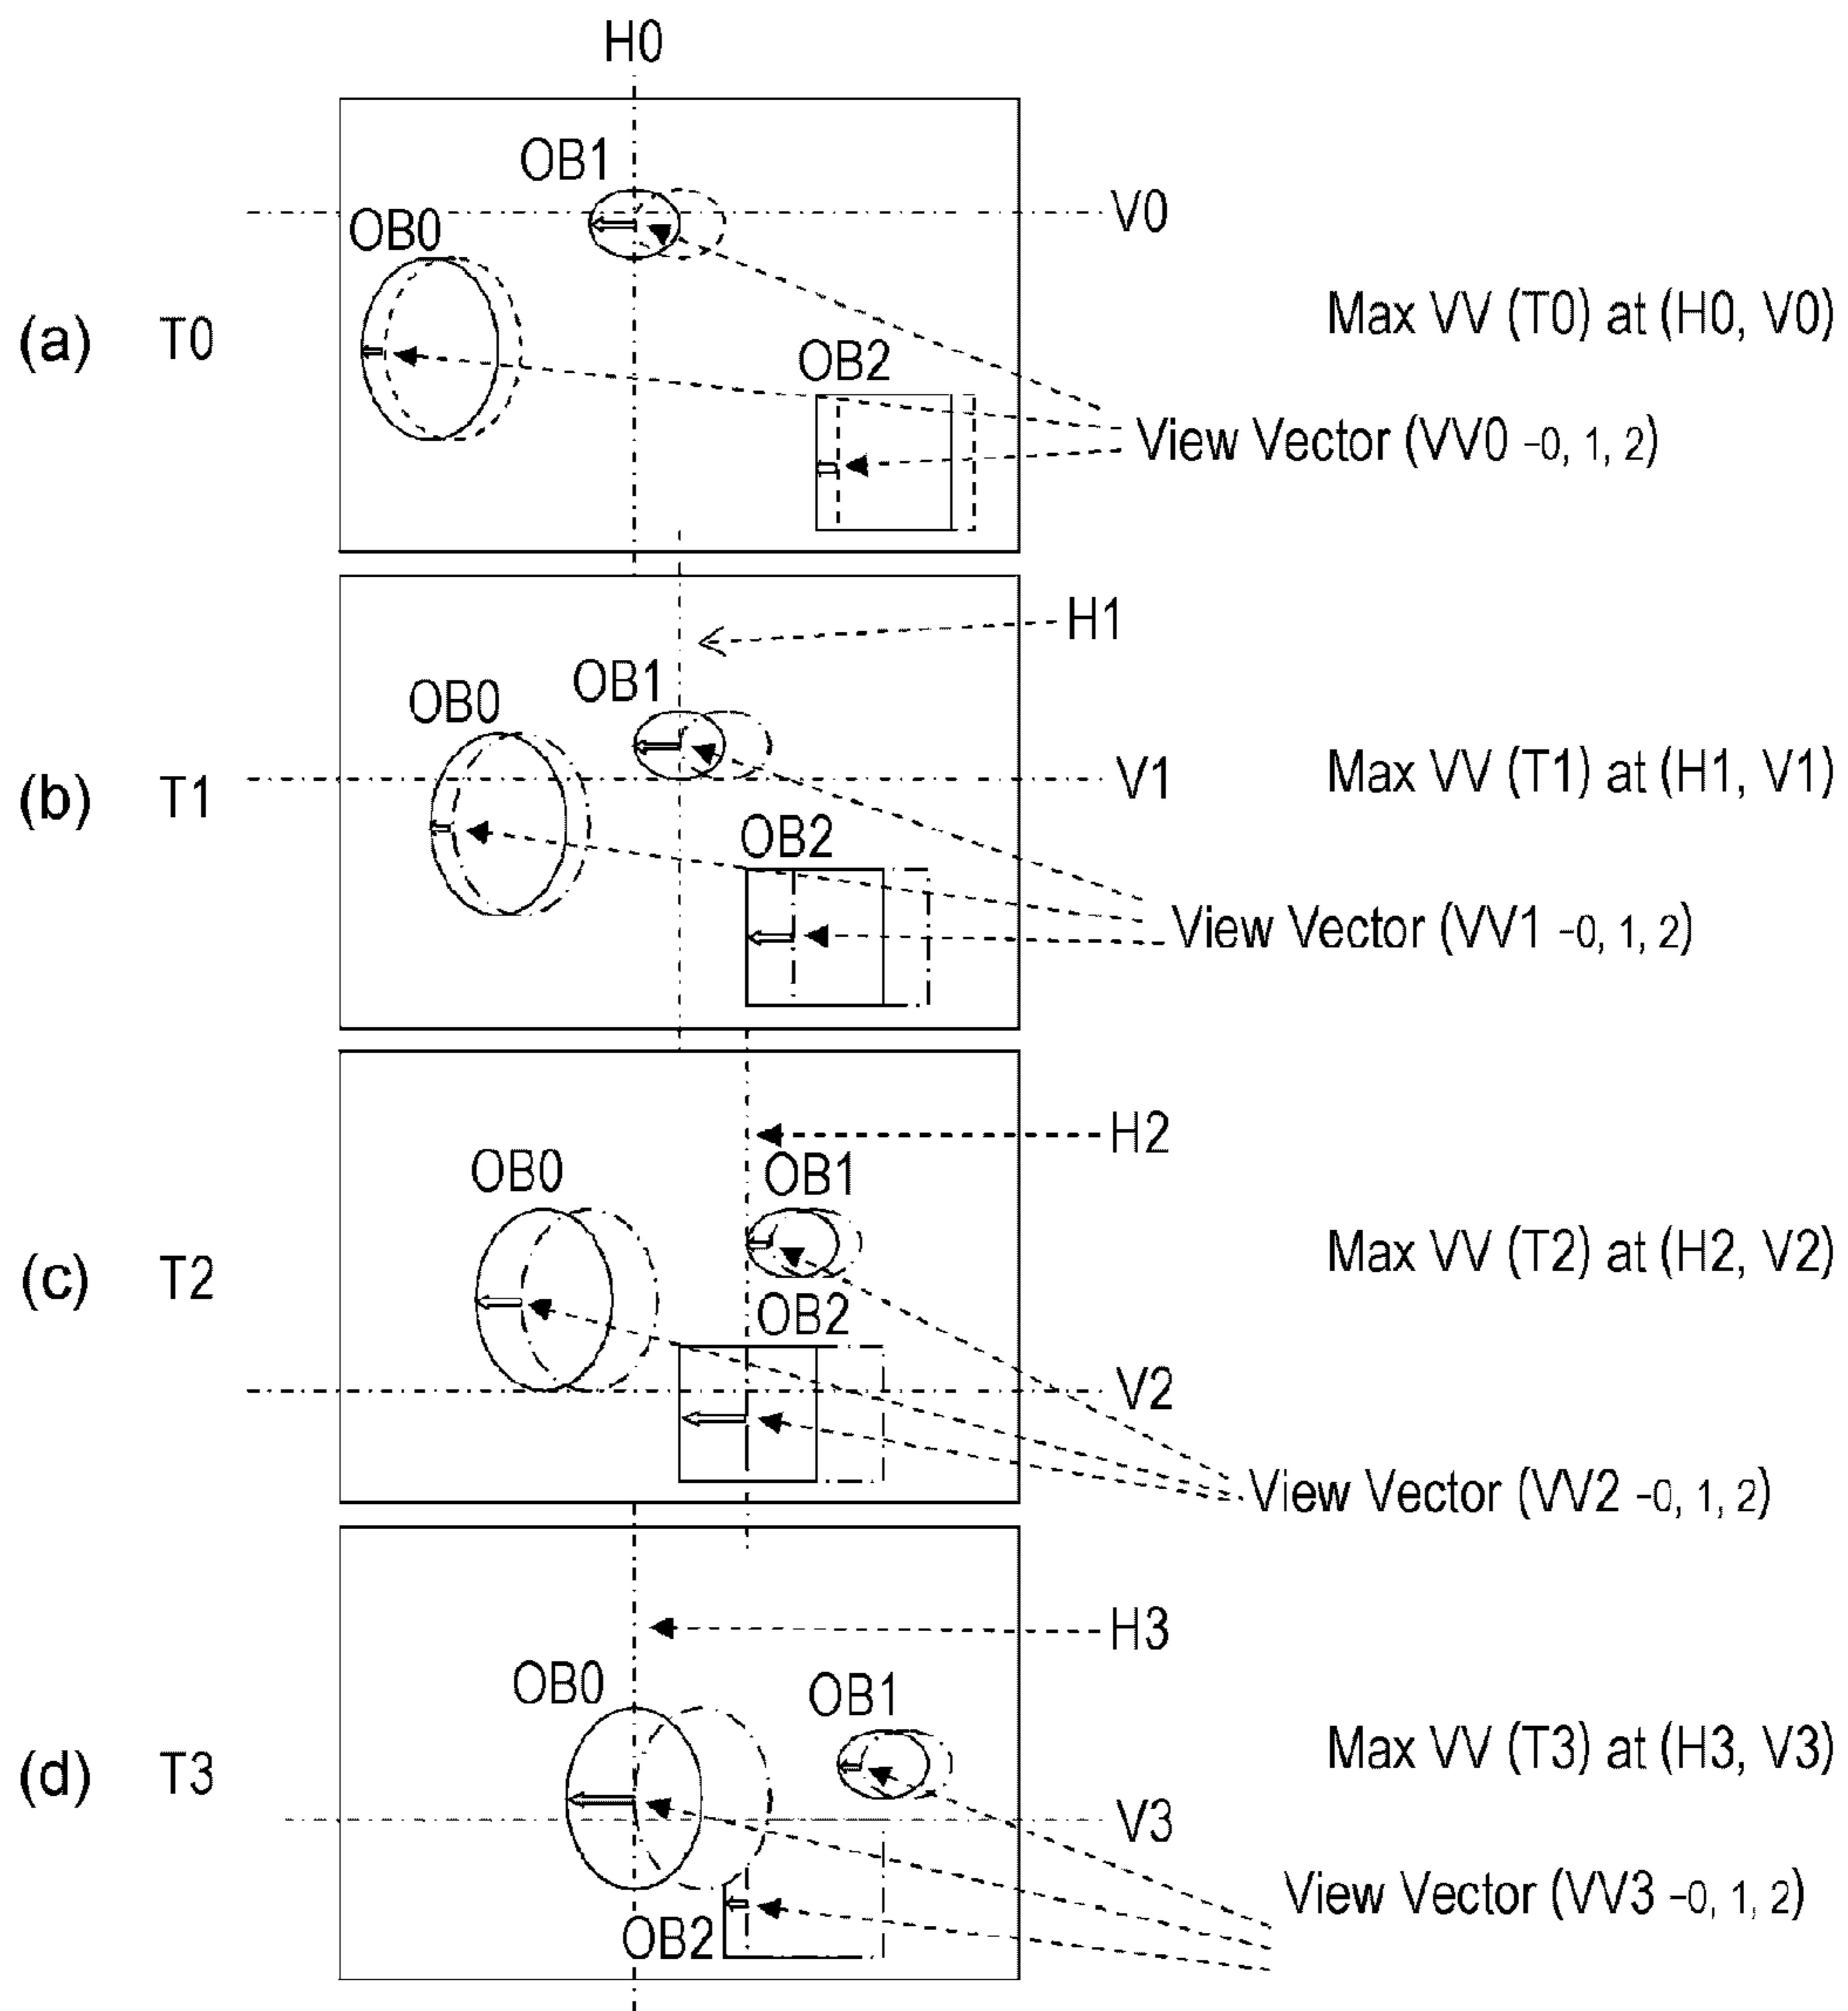 H0
OB1
V0
OB0
Max VV (T0) at (H0, V0)
(a) T0
OB2
View Vector (VV0 -0, 1, 2)
H1
OB1
OB0
Max VV (T1) at (H1, V1)
V1
(b) T1
OB2
View Vector (VV1 -0, 1, 2)
H2
OB0
OB1
Max VV (T2) at (H2, V2)
(c) T2
OB2
V2
View Vector (VV2 -0, 1, 2)
H3
OB0
OB1
Max VV (T3) at (H3, V3)
(d) T3
V3
View Vector (VV3 -0, 1, 2)
OB2